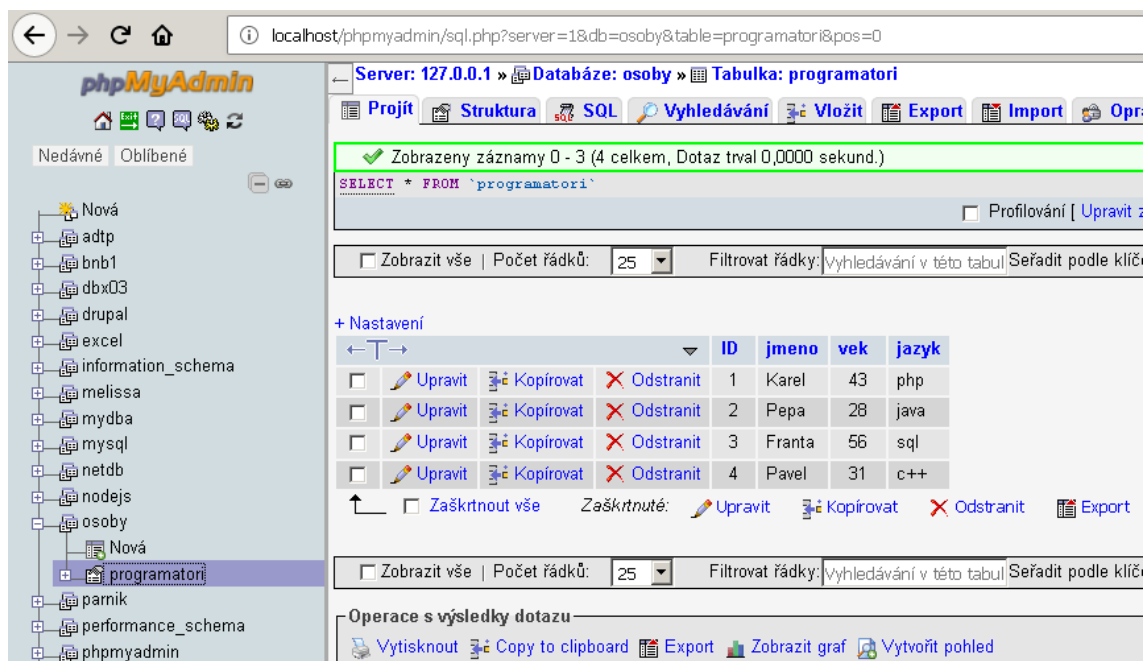 localhost/phpmyadmin/sql.php?server=1&db=osoby&table=programatori&pos=0
phpMyAdmin
Nedávné Oblíbené
Nová
adtp
bnb1
dbx03
drupal
excel
information_schema
melissa
mydba
mysql
netdb
nodejs
osoby
Nová
programatori
parnik
performance_schema
phpmyadmin
Server: 127.0.0.1 » Databáze: osoby » Tabulka: programatori
Projít Struktura SQL Vyhledávání Vložit Export Import Opra
Zobrazeny záznamy 0 - 3 (4 celkem, Dotaz trval 0,0000 sekund.)
SELECT * FROM `programatori`
Profilování [ Upravit z
Zobrazit vše | Počet řádků: 25 Filtrovat řádky: Vyhledávání v této tabul Seřadit podle klíče
+ Nastavení
←T→ ID jmeno vek jazyk
Upravit Kopírovat Odstranit 1 Karel 43 php
Upravit Kopírovat Odstranit 2 Pepa 28 java
Upravit Kopírovat Odstranit 3 Franta 56 sql
Upravit Kopírovat Odstranit 4 Pavel 31 c++
Zaškrtnout vše Zaškrtnuté: Upravit Kopírovat Odstranit Export
Zobrazit vše | Počet řádků: 25 Filtrovat řádky: Vyhledávání v této tabul Seřadit podle klíče
Operace s výsledky dotazu
Vytisknout Copy to clipboard Export Zobrazit graf Vytvořit pohled